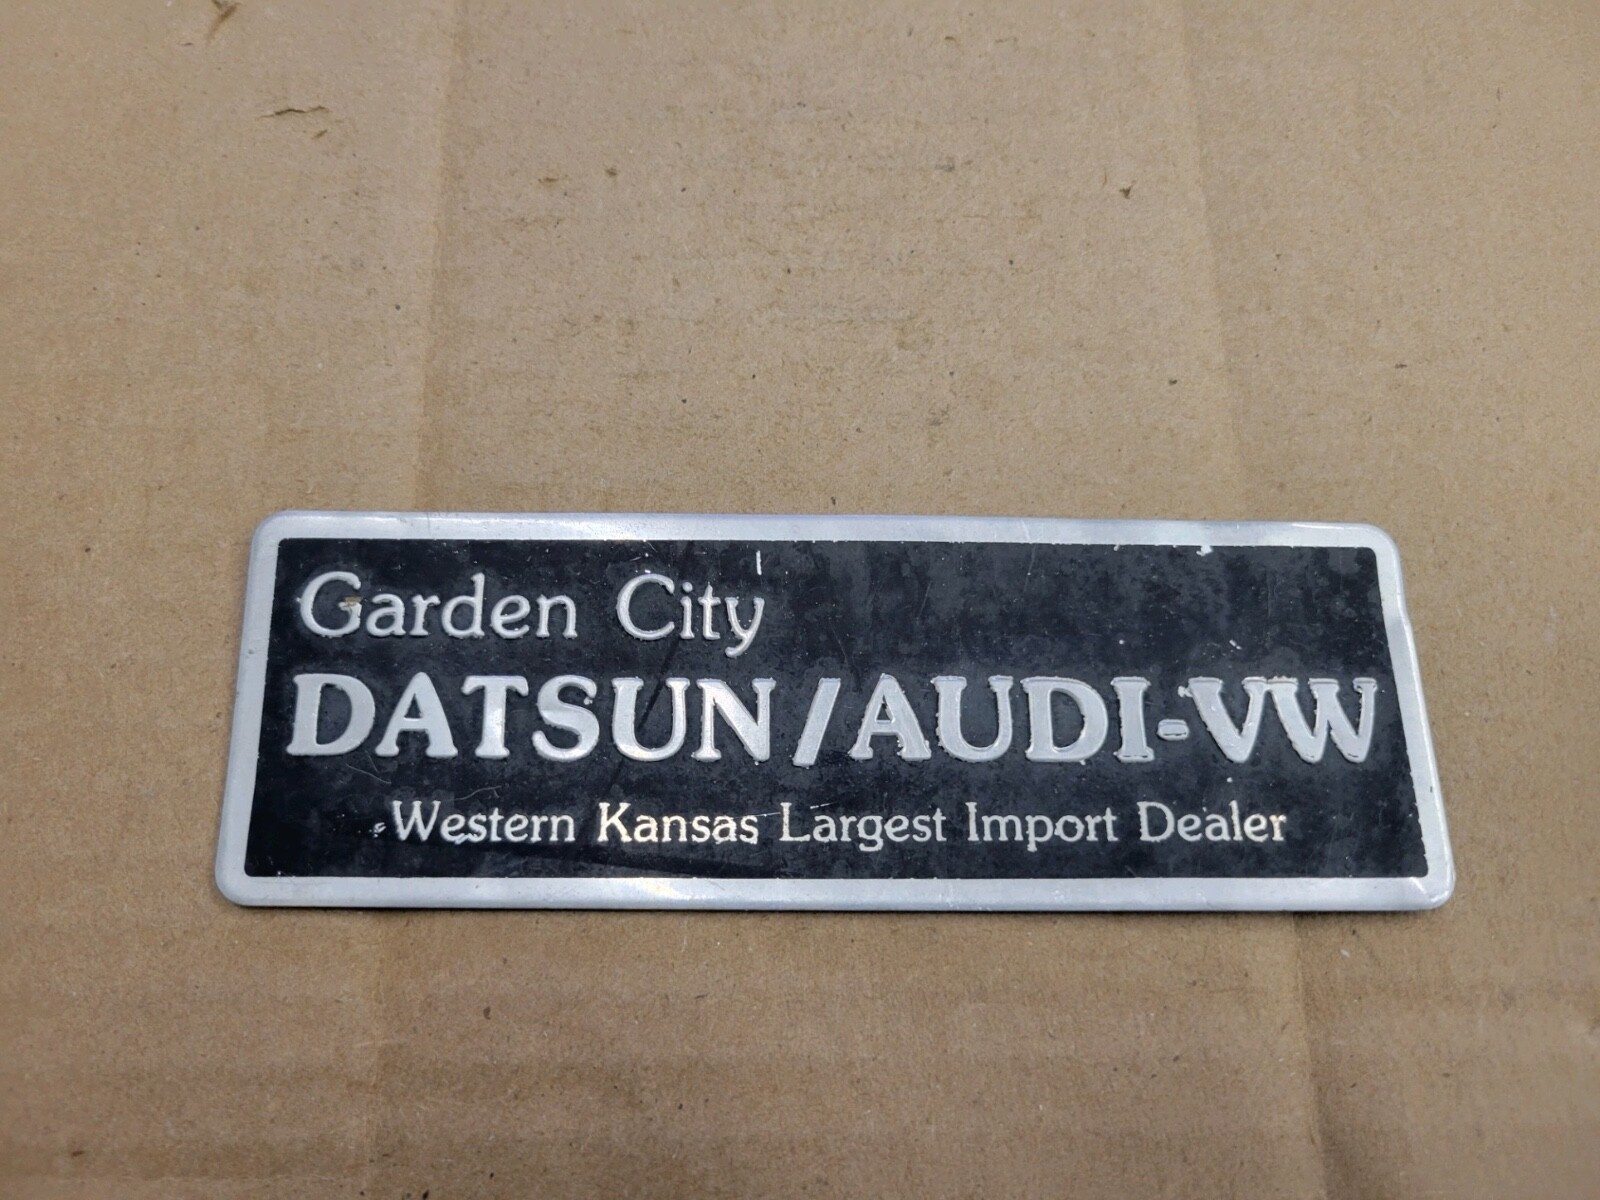 Garden City
DATSUN/AUDI-VW
Western Kansas Largest Import Dealer